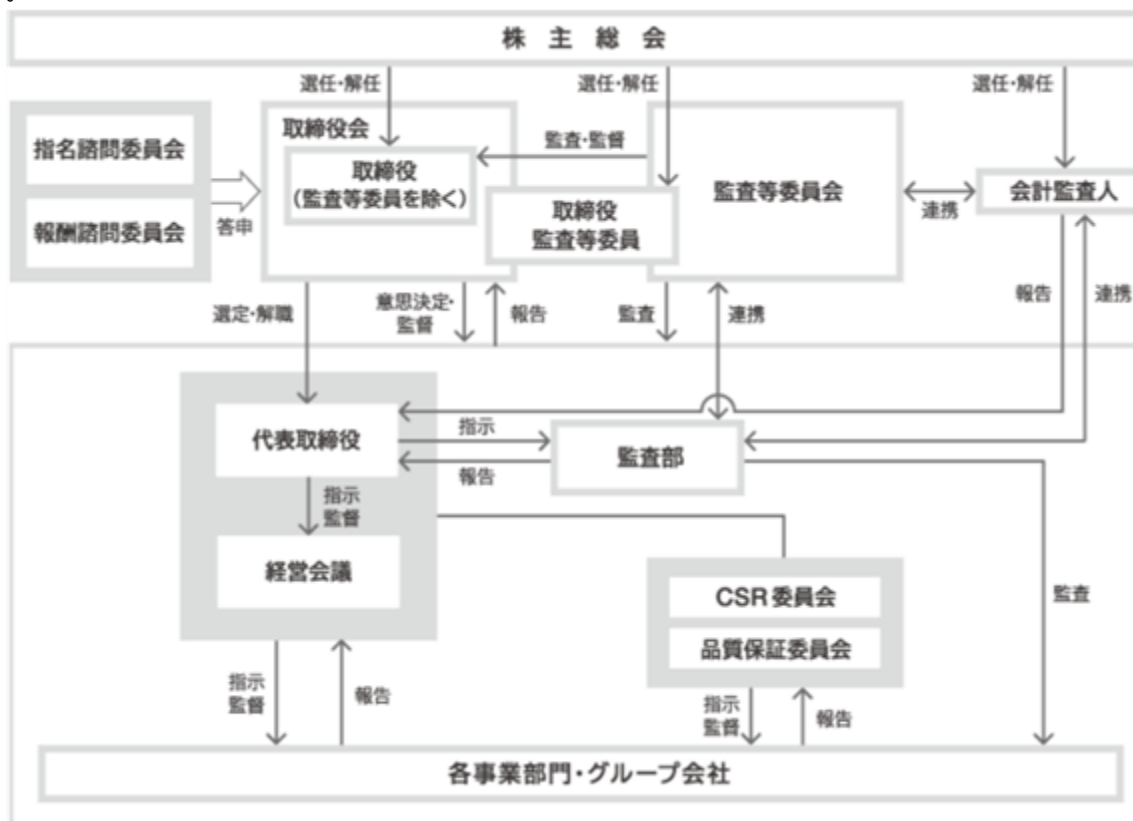 株主総会
選任・解任
選任・解任
選任・解任
指名諮問委員会
報酬諮問委員会
答申
取締役会
取締役
（監査等委員を除く）
監査・監督
取締役
監査等委員
監査等委員会
連携
会計監査人
選定・解職
意思決定・
監督
報告
監査
連携
報告
連携
代表取締役
指示
報告
監査部
指示
監督
経営会議
CSR委員会
品質保証委員会
監査
指示
監督
報告
指示
監督
報告
各事業部門・グループ会社